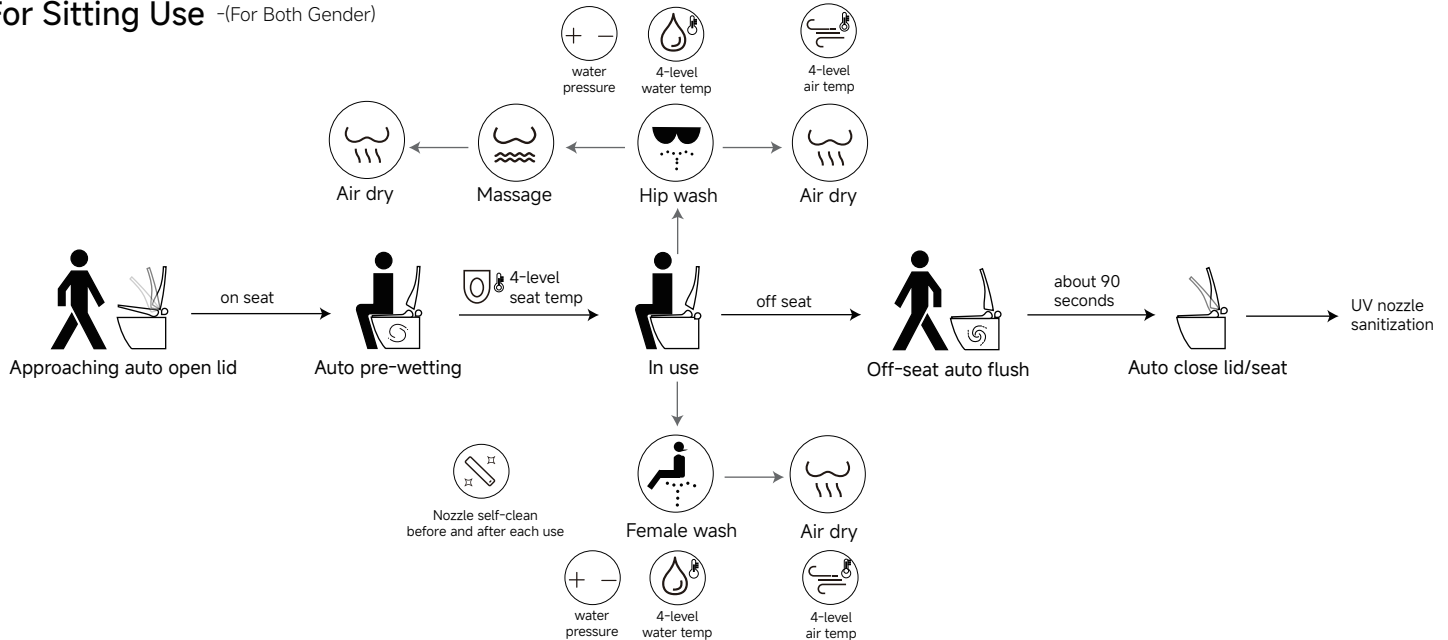 For Sitting Use -(For Both Gender)
+ −
water
pressure
4-level
water temp
4-level
air temp
Air dry
Massage
Hip wash
Air dry
on seat
4-level
seat temp
off seat
about 90
seconds
UV nozzle
sanitization
Approaching auto open lid
Auto pre-wetting
In use
Off-seat auto flush
Auto close lid/seat
Nozzle self-clean
before and after each use
Female wash
Air dry
+ −
water
pressure
4-level
water temp
4-level
air temp